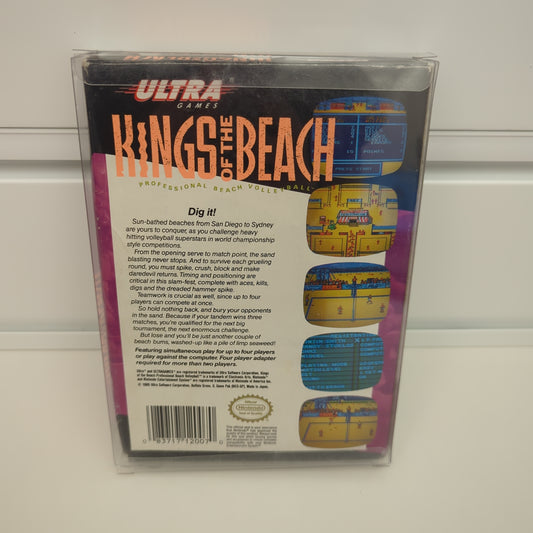 ULTRA®
GAMES
KINGS OF THE BEACH
PROFESSIONAL BEACH VOLLEYBALL
Dig it!
Sun-bathed beaches from San Diego to Sydney
are yours to conquer, as you challenge heavy
hitting volleyball superstars in world championship
style competitions.
From the opening serve to match point, the sand
blasting never stops. And to survive each grueling
round, you must spike, crush, block and make
daredevil returns. Timing and positioning are
critical in this slam-fest, complete with aces, kills,
digs and the dreaded hammer spike.
Teamwork is crucial as well, since up to four
players can compete at once.
So hold nothing back, and bury your opponents
in the sand. Because if your tandem wins three
matches, you're qualified for the next big
tournament, the next enormous challenge.
But lose and you'll be just another couple of
beach bums, washed-up like a pile of limp seaweed!
Featuring simultaneous play for up to four players
or play against the computer. Four player adapter
required for more than two players.
Official
Nintendo
Seal of Quality
83717 12007